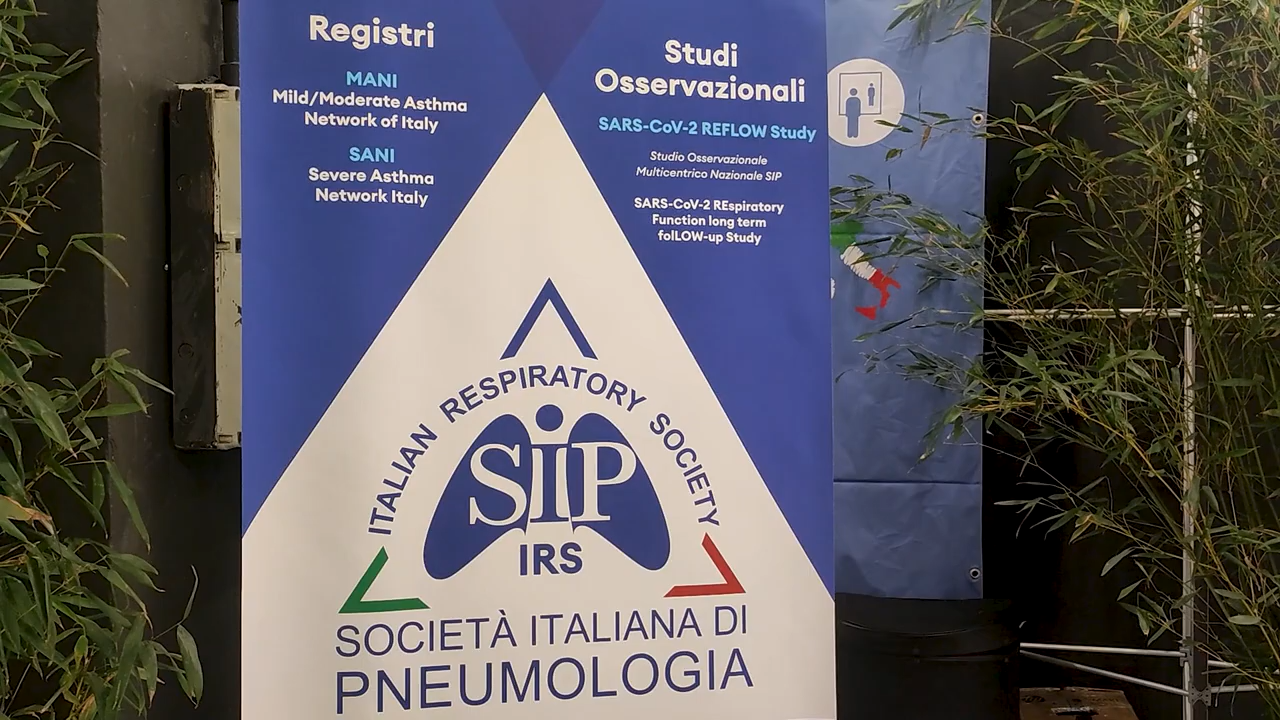 Registri
MANI
Mild/Moderate Asthma
Network of Italy
SANI
Severe Asthma
Network Italy
Studi
Osservazionali
SARS-CoV-2 REFLOW Study
Studio Osservazionale
Multicentrico Nazionale SIP
SARS-CoV-2 REspiratory
Function long term
folLOW-up Study
ITALIAN RESPIRATORY SOCIETY
SiP
IRS
SOCIETÀ ITALIANA DI
PNEUMOLOGIA